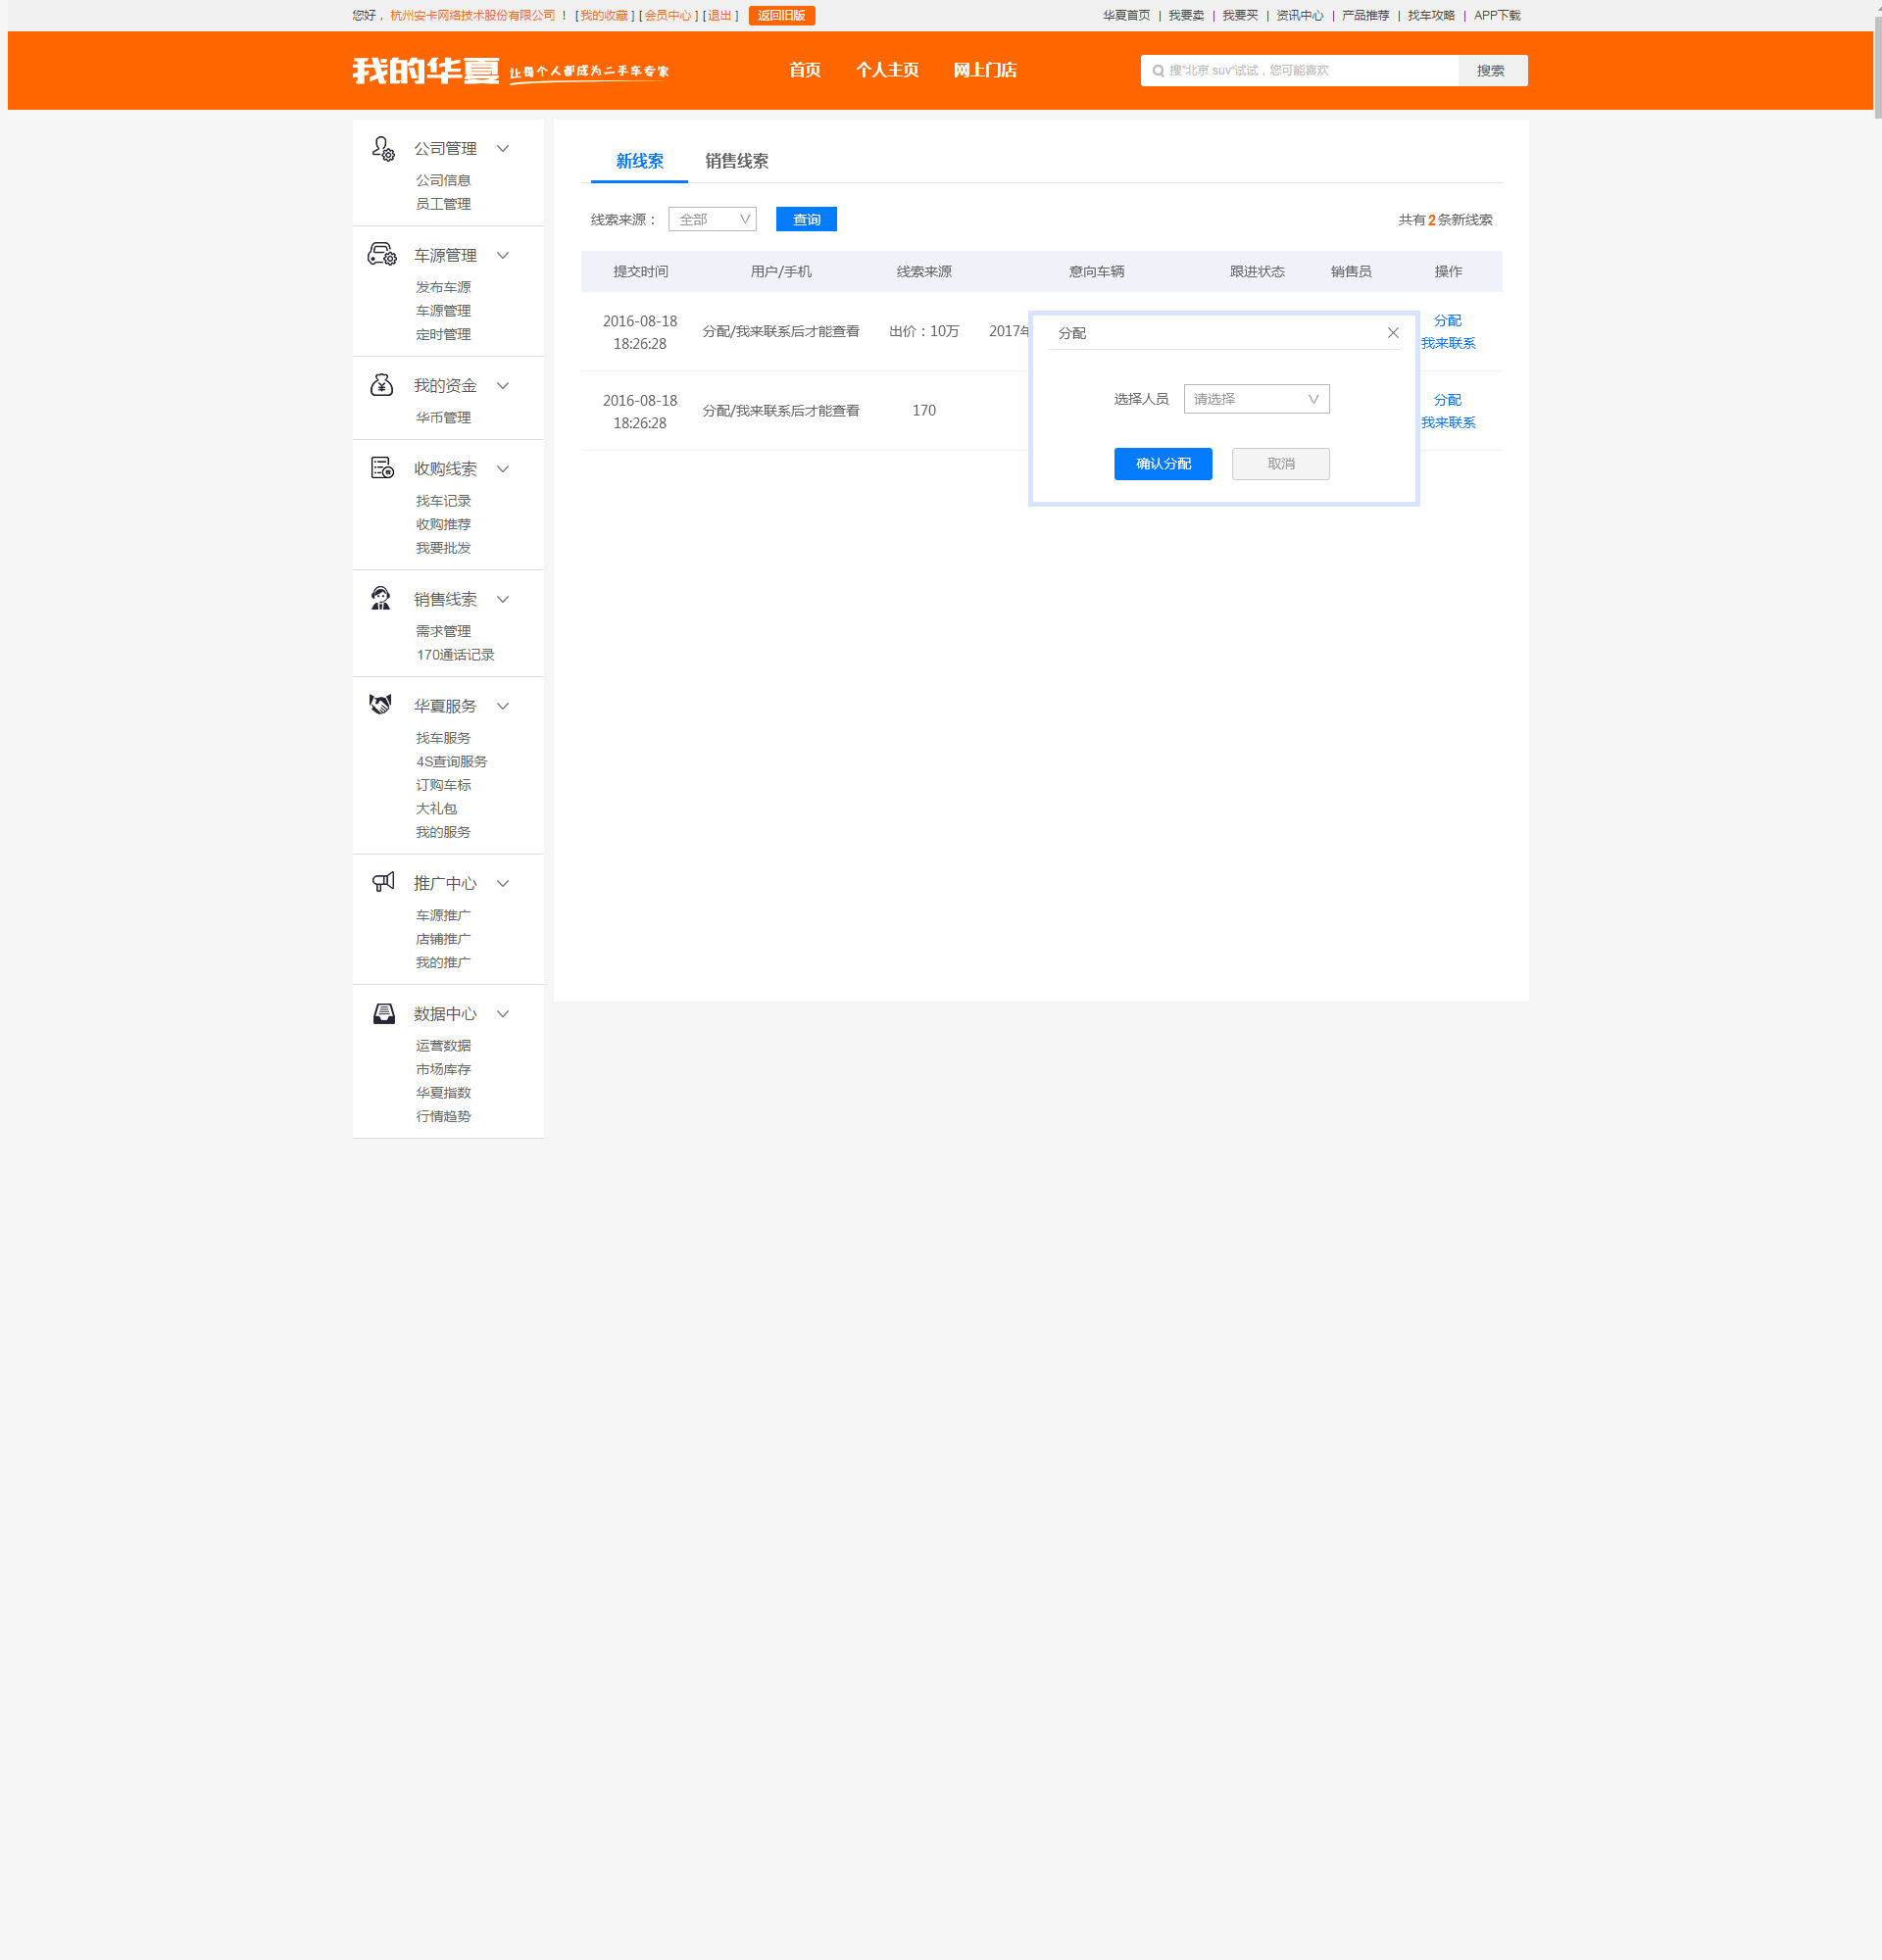 您好，杭州安卡网络技术股份有限公司！ [ 我的收藏 ] [ 会员中心 ] [ 退出 ] 返回旧版
华夏首页 | 我要卖 | 我要买 | 资讯中心 | 产品推荐 | 找车攻略 | APP下载
我的华夏 让每个人都成为二手车专家
首页 个人主页 网上门店
搜"北京 suv"试试，您可能喜欢 搜索
公司管理
公司信息
员工管理
车源管理
发布车源
车源管理
定时管理
我的资金
华币管理
收购线索
找车记录
收购推荐
我要批发
销售线索
需求管理
170通话记录
华夏服务
找车服务
4S查询服务
订购车标
大礼包
我的服务
推广中心
车源推广
店铺推广
我的推广
数据中心
运营数据
市场库存
华夏指数
行情趋势
新线索 销售线索
线索来源： 全部 查询 共有2条新线索
提交时间 用户/手机 线索来源 意向车辆 跟进状态 销售员 操作
2016-08-18
18:26:28
分配/我来联系后才能查看
出价：10万
2017年
分配
我来联系
2016-08-18
18:26:28
分配/我来联系后才能查看
170
分配
我来联系
分配
选择人员 请选择
确认分配 取消